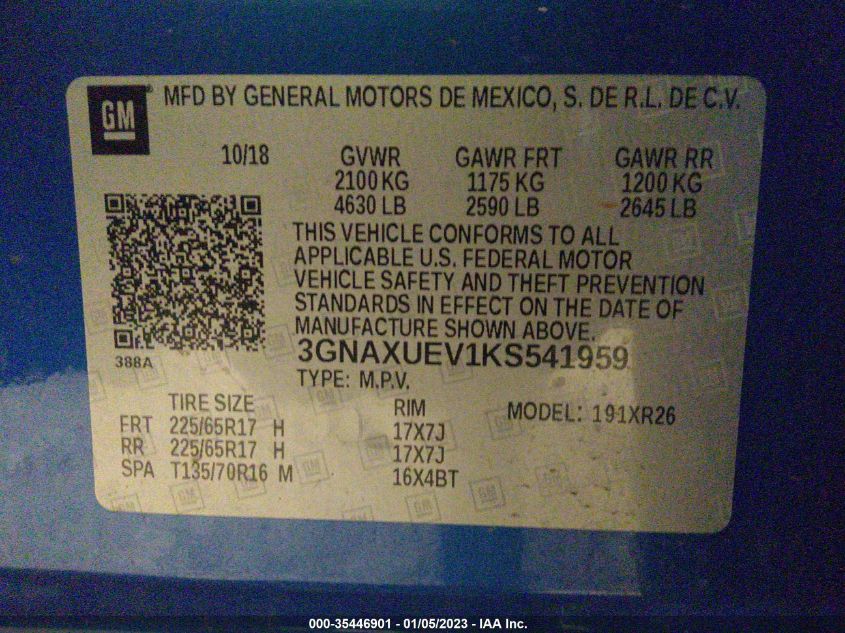 GM
MFD BY GENERAL MOTORS DE MEXICO, S. DE R.L. DE C.V.
10/18 GVWR GAWR FRT GAWR RR
2100 KG 1175 KG 1200 KG
4630 LB 2590 LB 2645 LB
THIS VEHICLE CONFORMS TO ALL
APPLICABLE U.S. FEDERAL MOTOR
VEHICLE SAFETY AND THEFT PREVENTION
STANDARDS IN EFFECT ON THE DATE OF
MANUFACTURE SHOWN ABOVE.
388A
3GNAXUEV1KS541959
TYPE: M.P.V.
TIRE SIZE RIM MODEL: 191XR26
FRT 225/65R17 H 17X7J
RR 225/65R17 H 17X7J
SPA T135/70R16 M 16X4BT
000-35446901 - 01/05/2023 - IAA Inc.